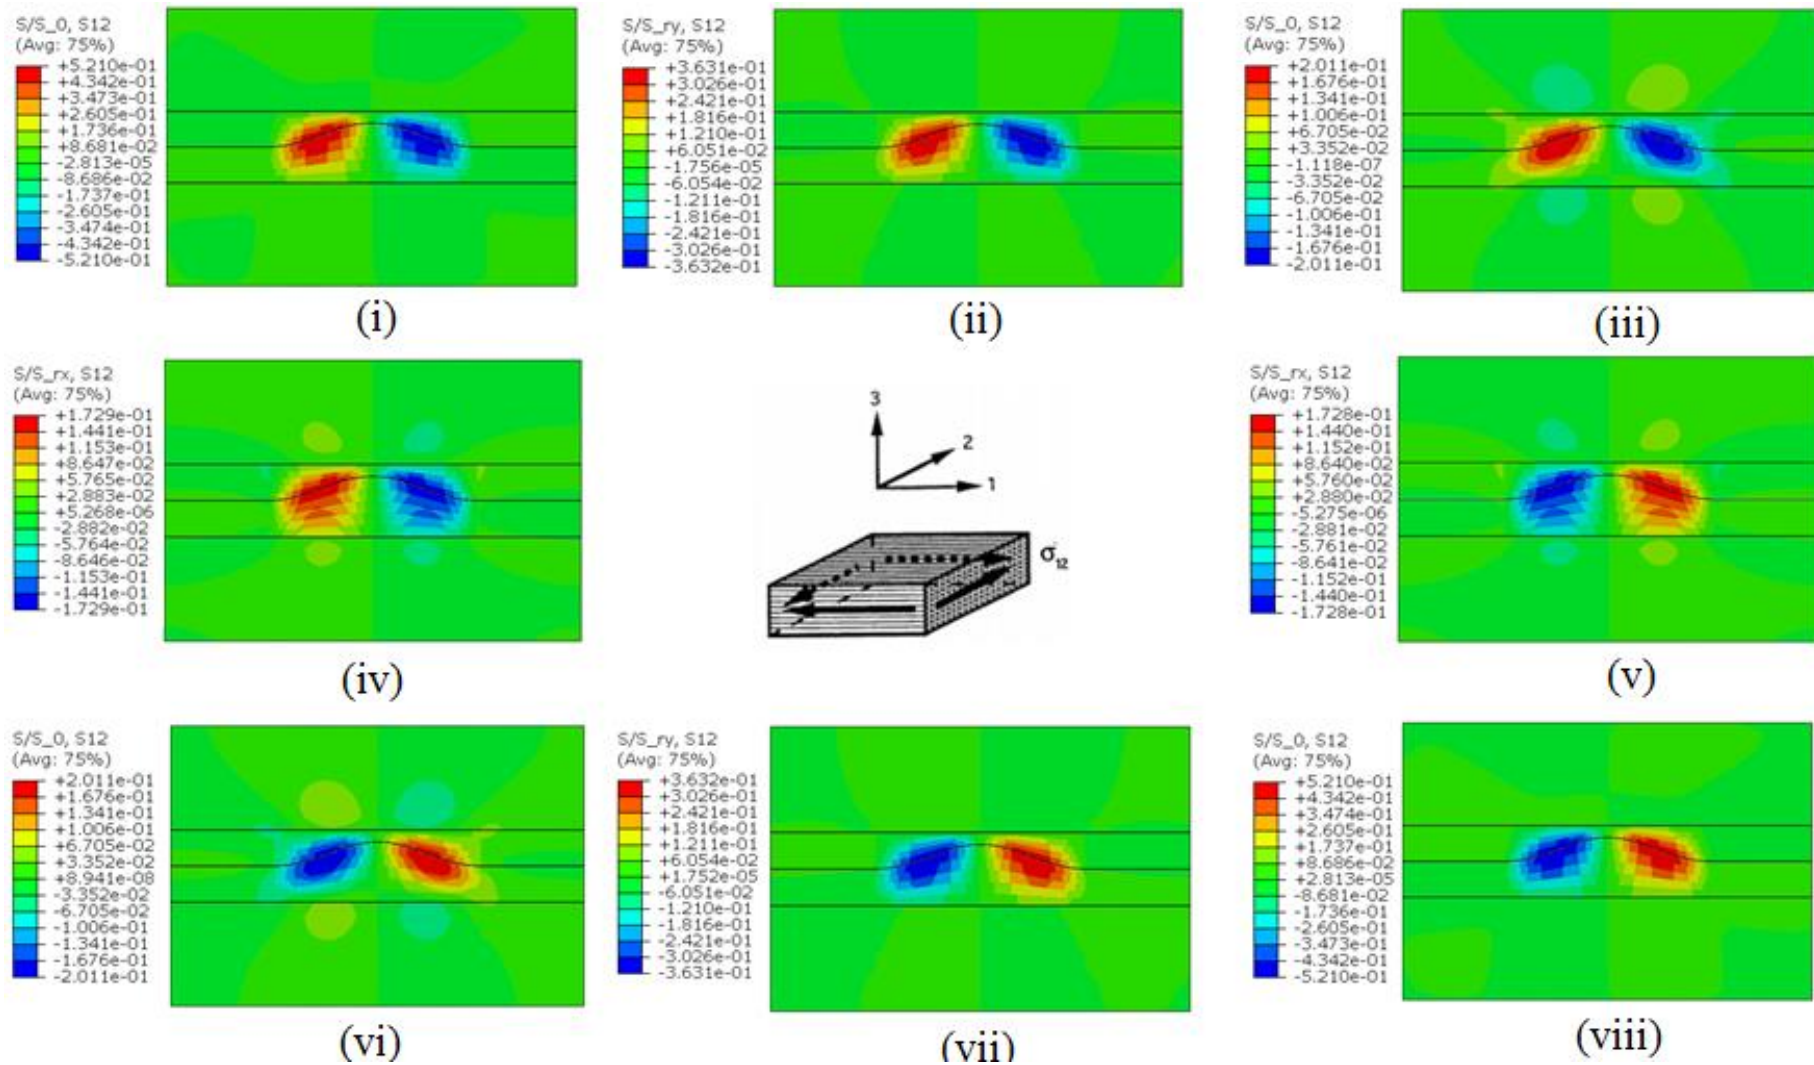 S/S_0, S12
(Avg: 75%)
+5.210e-01
+4.342e-01
+3.473e-01
+2.605e-01
+1.736e-01
+8.681e-02
-2.813e-05
-8.686e-02
-1.737e-01
-2.605e-01
-3.474e-01
-4.342e-01
-5.210e-01
(i)
S/S_ry, S12
(Avg: 75%)
+3.631e-01
+3.026e-01
+2.421e-01
+1.816e-01
+1.210e-01
+6.051e-02
-1.756e-05
-6.054e-02
-1.211e-01
-1.816e-01
-2.421e-01
-3.026e-01
-3.632e-01
(ii)
S/S_0, S12
(Avg: 75%)
+2.011e-01
+1.676e-01
+1.341e-01
+1.006e-01
+6.705e-02
+3.352e-02
-1.118e-07
-3.352e-02
-6.705e-02
-1.006e-01
-1.341e-01
-1.676e-01
-2.011e-01
(iii)
S/S_rx, S12
(Avg: 75%)
+1.729e-01
+1.441e-01
+1.153e-01
+8.647e-02
+5.765e-02
+2.883e-02
+5.268e-06
-2.882e-02
-5.764e-02
-8.646e-02
-1.153e-01
-1.441e-01
-1.729e-01
(iv)
3
2
1
σ12
S/S_rx, S12
(Avg: 75%)
+1.728e-01
+1.440e-01
+1.152e-01
+8.640e-02
+5.760e-02
+2.880e-02
-5.275e-06
-2.881e-02
-5.761e-02
-8.646e-02
-1.152e-01
-1.440e-01
-1.728e-01
(v)
S/S_0, S12
(Avg: 75%)
+2.011e-01
+1.676e-01
+1.341e-01
+1.006e-01
+6.705e-02
+3.352e-02
+8.941e-08
-3.352e-02
-6.705e-02
-1.006e-01
-1.341e-01
-1.676e-01
-2.011e-01
(vi)
S/S_ry, S12
(Avg: 75%)
+3.632e-01
+3.026e-01
+2.421e-01
+1.816e-01
+1.211e-01
+6.054e-02
+1.752e-05
-6.051e-02
-1.210e-01
-1.816e-01
-2.421e-01
-3.026e-01
-3.631e-01
(vii)
S/S_0, S12
(Avg: 75%)
+5.210e-01
+4.342e-01
+3.474e-01
+2.605e-01
+1.737e-01
+8.686e-02
+2.813e-05
-8.681e-02
-1.736e-01
-2.605e-01
-3.473e-01
-4.342e-01
-5.210e-01
(viii)